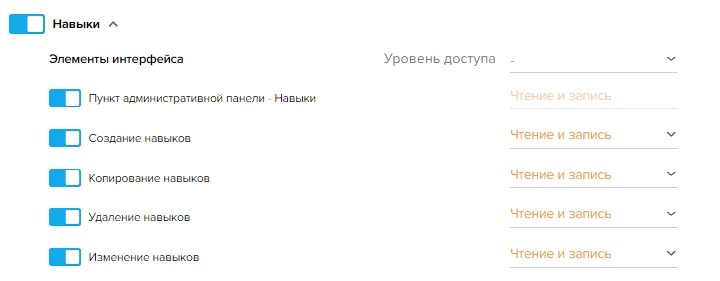 Навыки
Элементы интерфейса Уровень доступа -
Пункт административной панели - Навыки Чтение и запись
Создание навыков Чтение и запись
Копирование навыков Чтение и запись
Удаление навыков Чтение и запись
Изменение навыков Чтение и запись